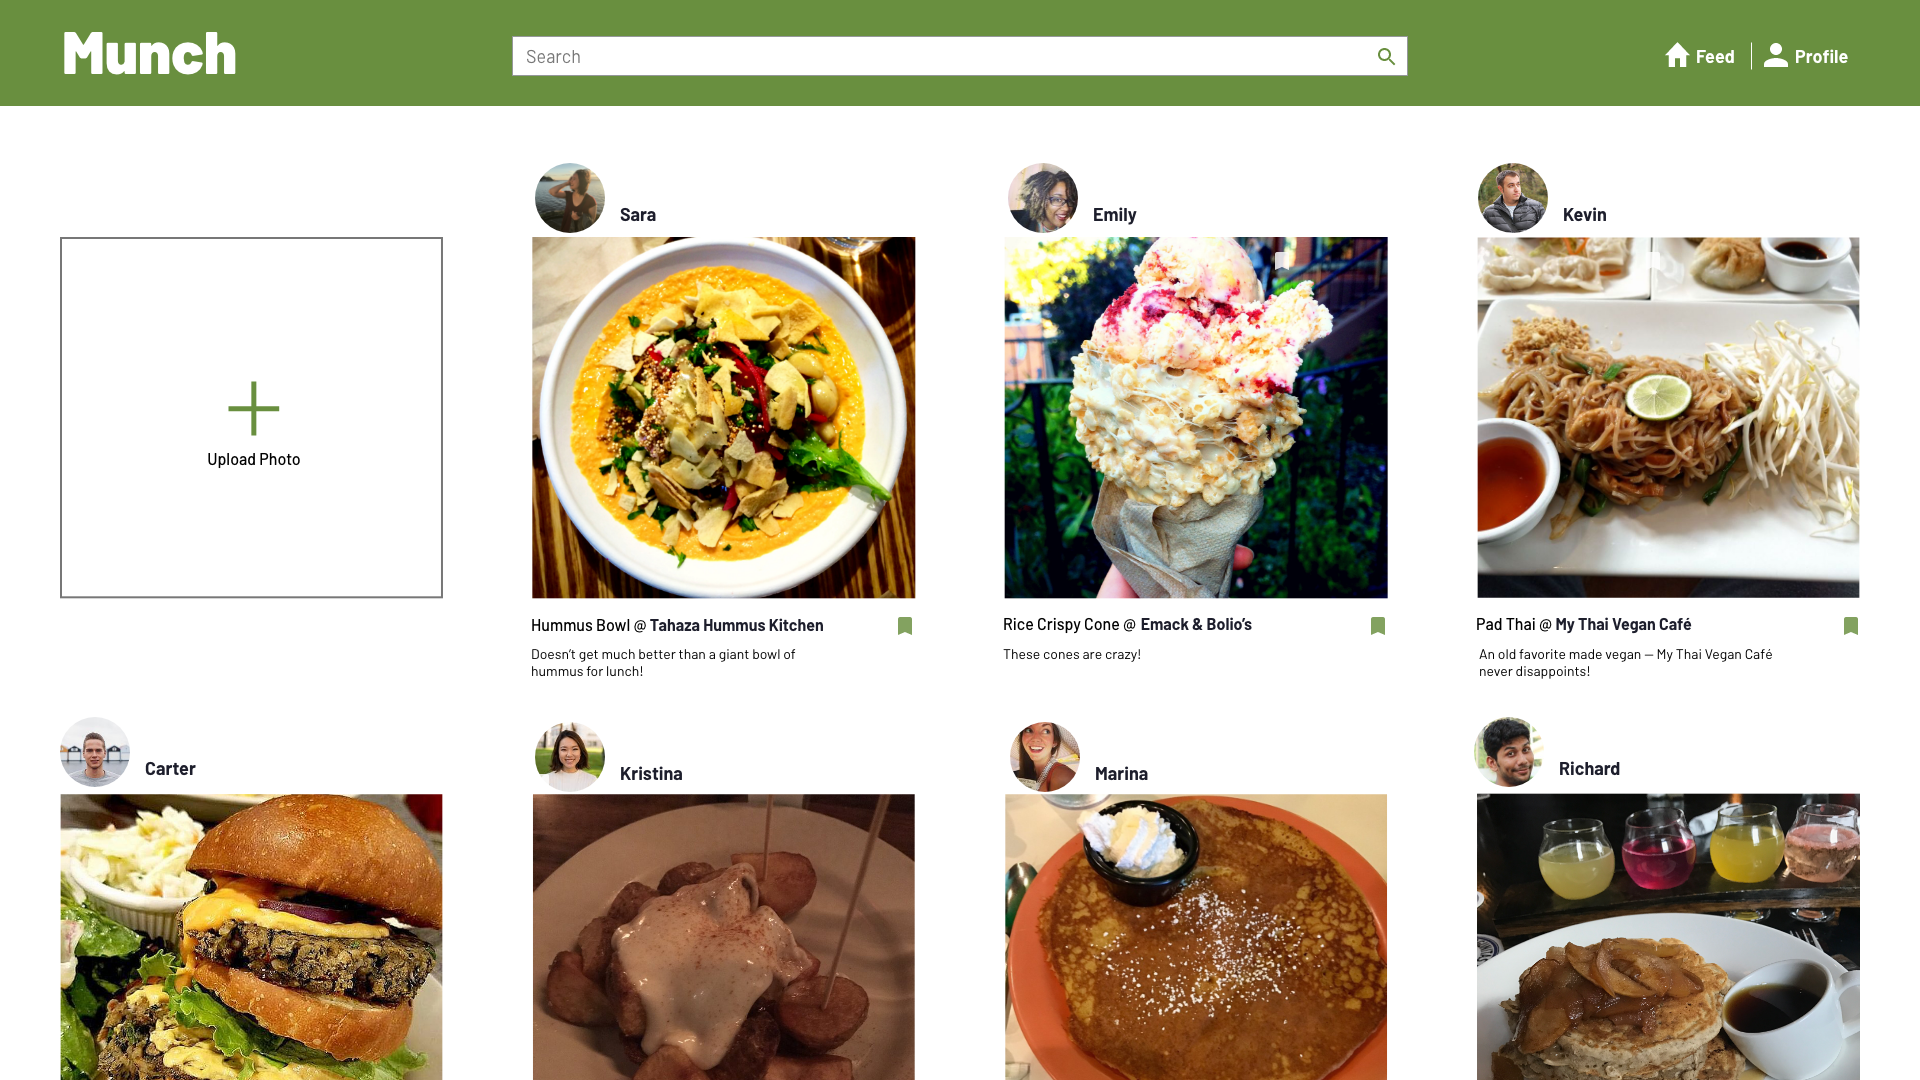 Munch
Search
Feed
Profile
Sara
Emily
Kevin
Upload Photo
Hummus Bowl @ Tahaza Hummus Kitchen
Doesn't get much better than a giant bowl of
hummus for lunch!
Rice Crispy Cone @ Emack & Bolio's
These cones are crazy!
Pad Thai @ My Thai Vegan Café
An old favorite made vegan — My Thai Vegan Café
never disappoints!
Carter
Kristina
Marina
Richard